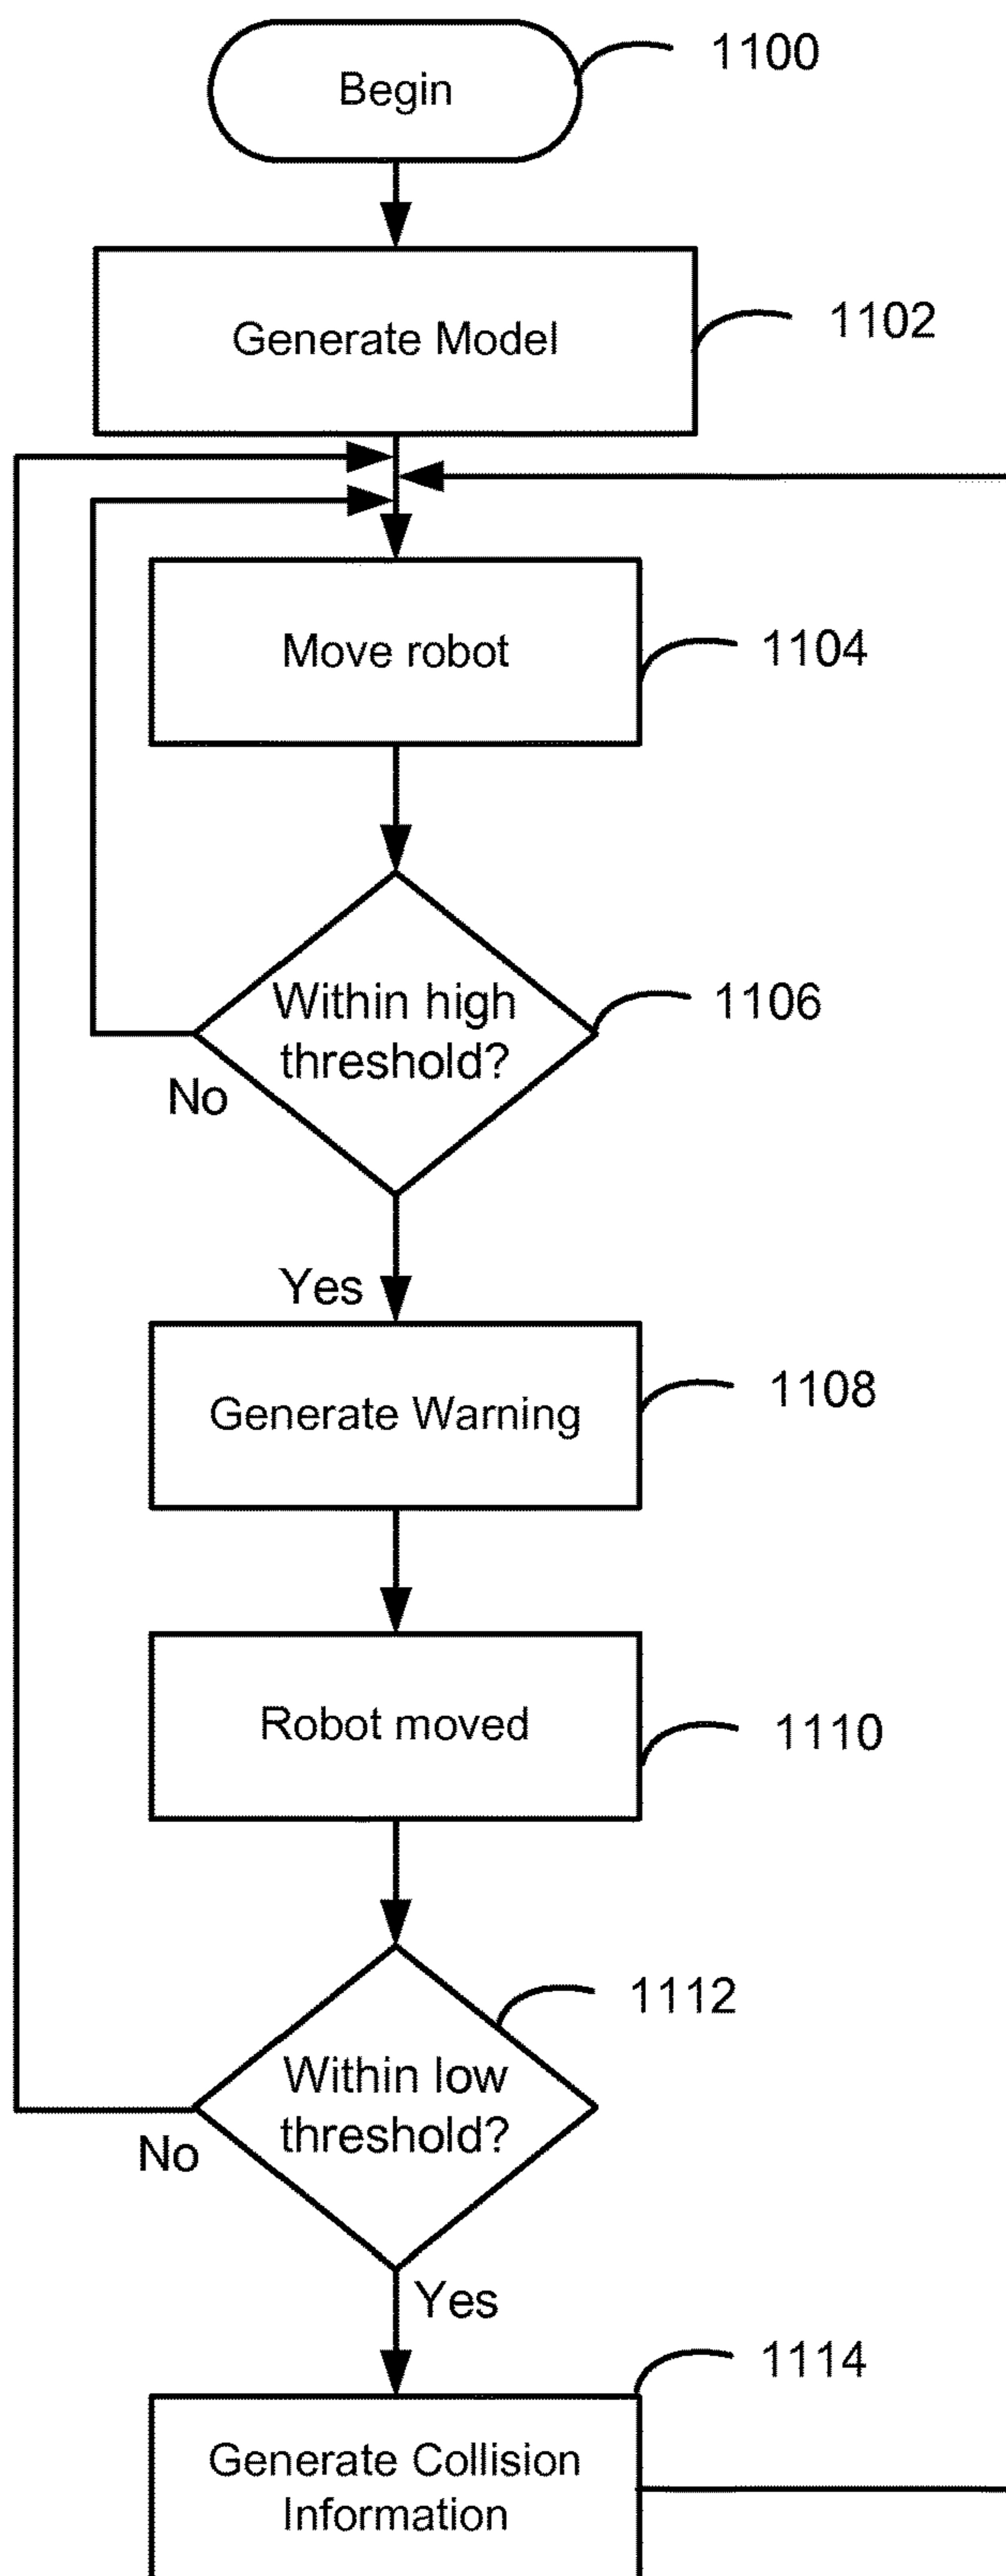 Begin
1100
Generate Model
1102
Move robot
1104
Within high
threshold?
1106
No
Yes
Generate Warning
1108
Robot moved
1110
1112
Within low
threshold?
No
Yes
1114
Generate Collision
Information